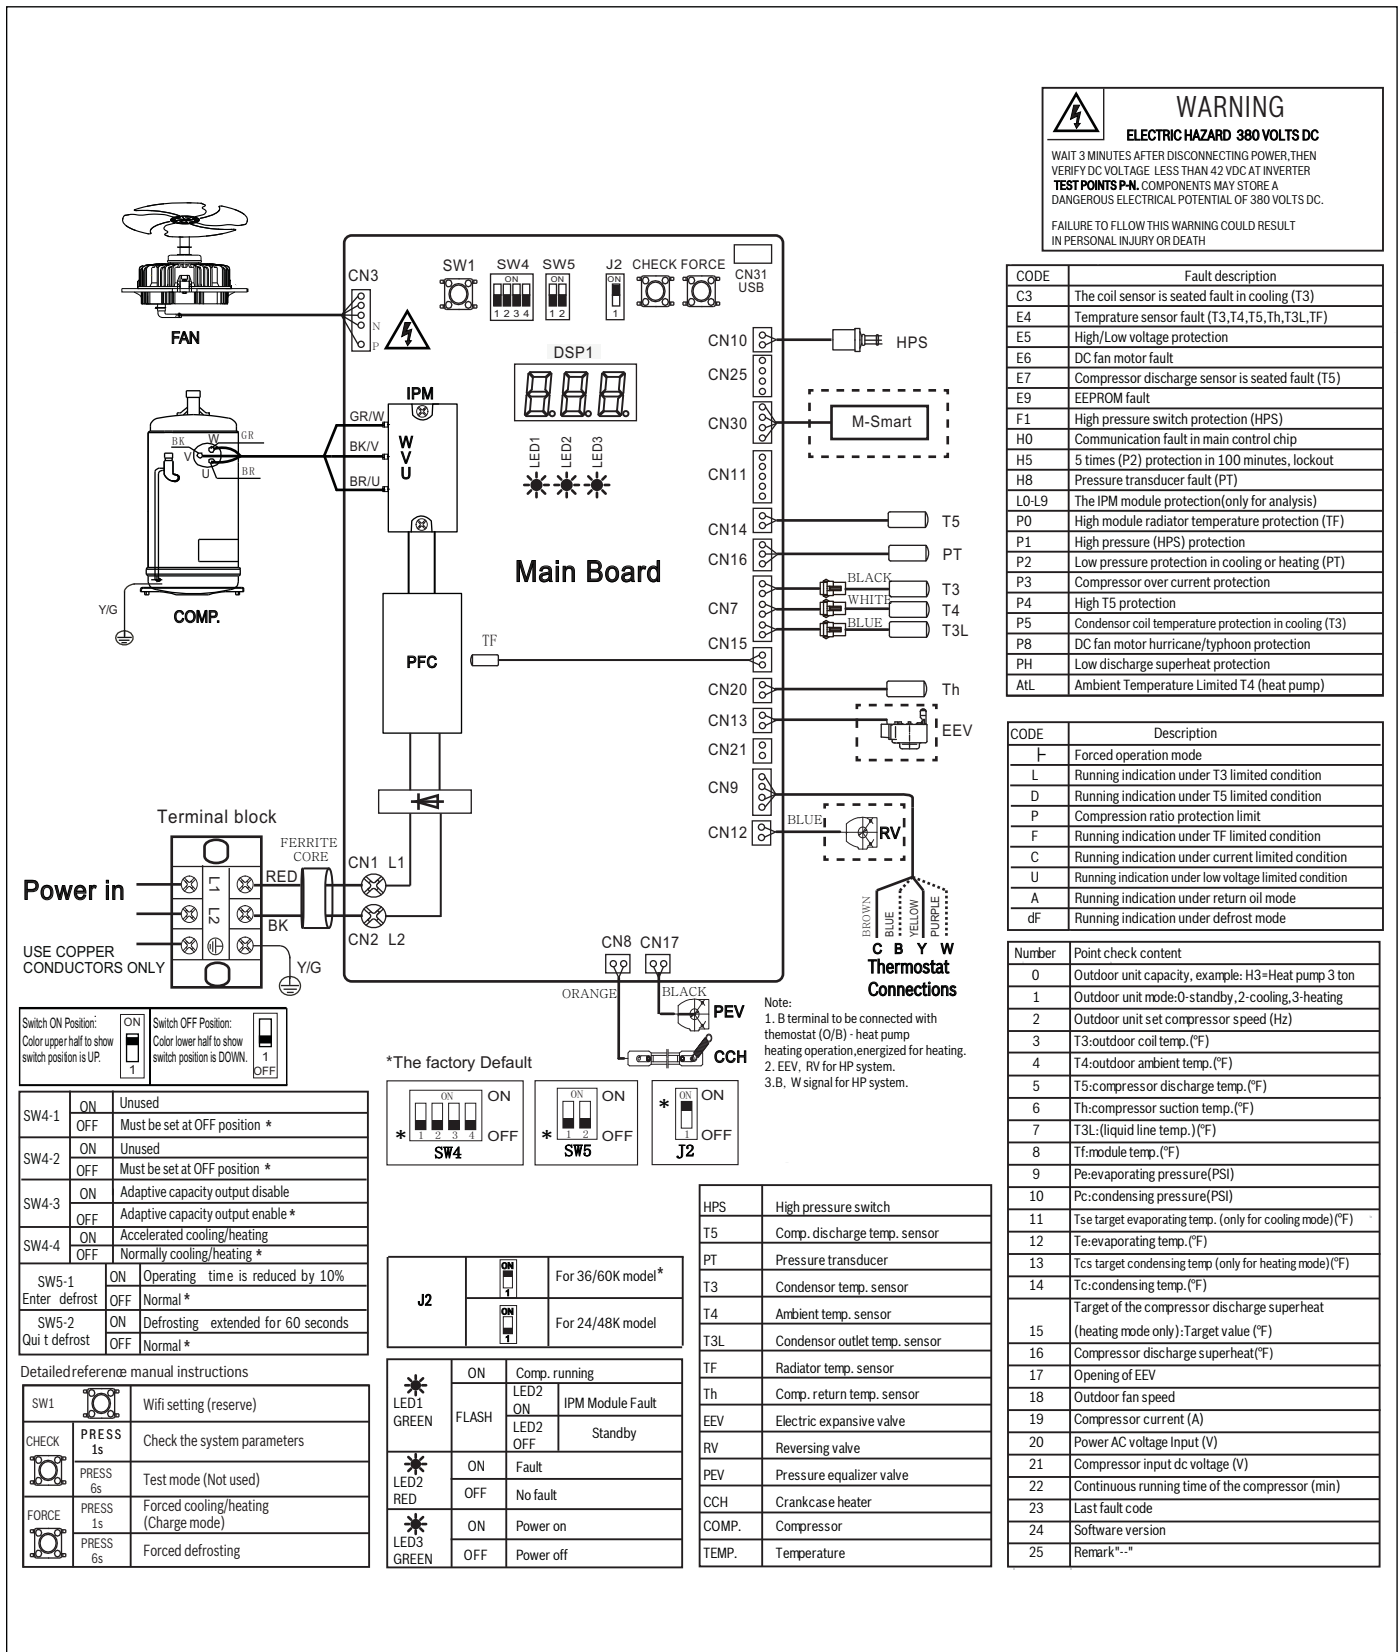 WARNING
ELECTRIC HAZARD 380 VOLTS DC
WAIT 3 MINUTES AFTER DISCONNECTING POWER,THEN
VERIFY DC VOLTAGE LESS THAN 42 VDC AT INVERTER
TEST POINTS P-N. COMPONENTS MAY STORE A
DANGEROUS ELECTRICAL POTENTIAL OF 380 VOLTS DC.
FAILURE TO FLLOW THIS WARNING COULD RESULT
IN PERSONAL INJURY OR DEATH
FAN
CN3
N
P
SW1
SW4
ON
1 2 3 4
SW5
ON
1 2
J2
ON
1
CHECK FORCE
CN31
USB
DSP1
LED1
LED2
LED3
IPM
GR/W
BK/V
BR/U
W
V
U
BK
W
GR
V
U
BR
Y/G
COMP.
Main Board
PFC
TF
CN10
HPS
CN25
CN30
M-Smart
CN11
CN14
T5
CN16
PT
CN7
BLACK
T3
WHITE
T4
BLUE
T3L
CN15
CN20
Th
CN13
EEV
CN21
CN9
CN12
BLUE
RV
BROWN
BLUE
YELLOW
PURPLE
C B Y W
Thermostat
Connections
Terminal block
Power in
L1
L2
USE COPPER
CONDUCTORS ONLY
FERRITE
CORE
RED
BK
Y/G
CN1 L1
CN2 L2
CN8 CN17
ORANGE
BLACK
PEV
CCH
Note:
1. B terminal to be connected with
themostat (O/B) - heat pump
heating operation,energized for heating.
2. EEV, RV for HP system.
3.B, W signal for HP system.
CODE Fault description
C3 The coil sensor is seated fault in cooling (T3)
E4 Temprature sensor fault (T3,T4,T5,Th,T3L,TF)
E5 High/Low voltage protection
E6 DC fan motor fault
E7 Compressor discharge sensor is seated fault (T5)
E9 EEPROM fault
F1 High pressure switch protection (HPS)
H0 Communication fault in main control chip
H5 5 times (P2) protection in 100 minutes, lockout
H8 Pressure transducer fault (PT)
L0-L9 The IPM module protection(only for analysis)
P0 High module radiator temperature protection (TF)
P1 High pressure (HPS) protection
P2 Low pressure protection in cooling or heating (PT)
P3 Compressor over current protection
P4 High T5 protection
P5 Condensor coil temperature protection in cooling (T3)
P8 DC fan motor hurricane/typhoon protection
PH Low discharge superheat protection
AtL Ambient Temperature Limited T4 (heat pump)
CODE Description
Forced operation mode
L Running indication under T3 limited condition
D Running indication under T5 limited condition
P Compression ratio protection limit
F Running indication under TF limited condition
C Running indication under current limited condition
U Running indication under low voltage limited condition
A Running indication under return oil mode
dF Running indication under defrost mode
Number Point check content
0 Outdoor unit capacity, example: H3=Heat pump 3 ton
1 Outdoor unit mode:0-standby,2-cooling,3-heating
2 Outdoor unit set compressor speed (Hz)
3 T3:outdoor coil temp.(°F)
4 T4:outdoor ambient temp.(°F)
5 T5:compressor discharge temp.(°F)
6 Th:compressor suction temp.(°F)
7 T3L:(liquid line temp.)(°F)
8 Tf:module temp.(°F)
9 Pe:evaporating pressure(PSI)
10 Pc:condensing pressure(PSI)
11 Tse target evaporating temp. (only for cooling mode)(°F)
12 Te:evaporating temp.(°F)
13 Tcs target condensing temp (only for heating mode)(°F)
14 Tc:condensing temp.(°F)
Target of the compressor discharge superheat
15 (heating mode only):Target value (°F)
16 Compressor discharge superheat(°F)
17 Opening of EEV
18 Outdoor fan speed
19 Compressor current (A)
20 Power AC voltage Input (V)
21 Compressor input dc voltage (V)
22 Continuous running time of the compressor (min)
23 Last fault code
24 Software version
25 Remark"--"
Switch ON Position:
Color upper half to show
switch position is UP.
ON
1
Switch OFF Position:
Color lower half to show
switch position is DOWN.
1
OFF
SW4-1 ON Unused
OFF Must be set at OFF position *
SW4-2 ON Unused
OFF Must be set at OFF position *
SW4-3 ON Adaptive capacity output disable
OFF Adaptive capacity output enable *
SW4-4 ON Accelerated cooling/heating
OFF Normally cooling/heating *
SW5-1 Enter defrost ON Operating time is reduced by 10%
OFF Normal *
SW5-2 Qui t defrost ON Defrosting extended for 60 seconds
OFF Normal *
Detailed reference manual instructions
SW1 Wifi setting (reserve)
CHECK PRESS 1s Check the system parameters
PRESS 6s Test mode (Not used)
FORCE PRESS 1s Forced cooling/heating
(Charge mode)
PRESS 6s Forced defrosting
*The factory Default
ON ON
* 1 2 3 4 OFF
SW4
ON ON
* 1 2 OFF
SW5
* ON ON
1 OFF
J2
J2
ON
1
For 36/60K model*
ON
1
For 24/48K model
LED1 GREEN
ON Comp. running
FLASH LED2 ON IPM Module Fault
LED2 OFF Standby
LED2 RED
ON Fault
OFF No fault
LED3 GREEN
ON Power on
OFF Power off
HPS High pressure switch
T5 Comp. discharge temp. sensor
PT Pressure transducer
T3 Condensor temp. sensor
T4 Ambient temp. sensor
T3L Condensor outlet temp. sensor
TF Radiator temp. sensor
Th Comp. return temp. sensor
EEV Electric expansive valve
RV Reversing valve
PEV Pressure equalizer valve
CCH Crankcase heater
COMP. Compressor
TEMP. Temperature